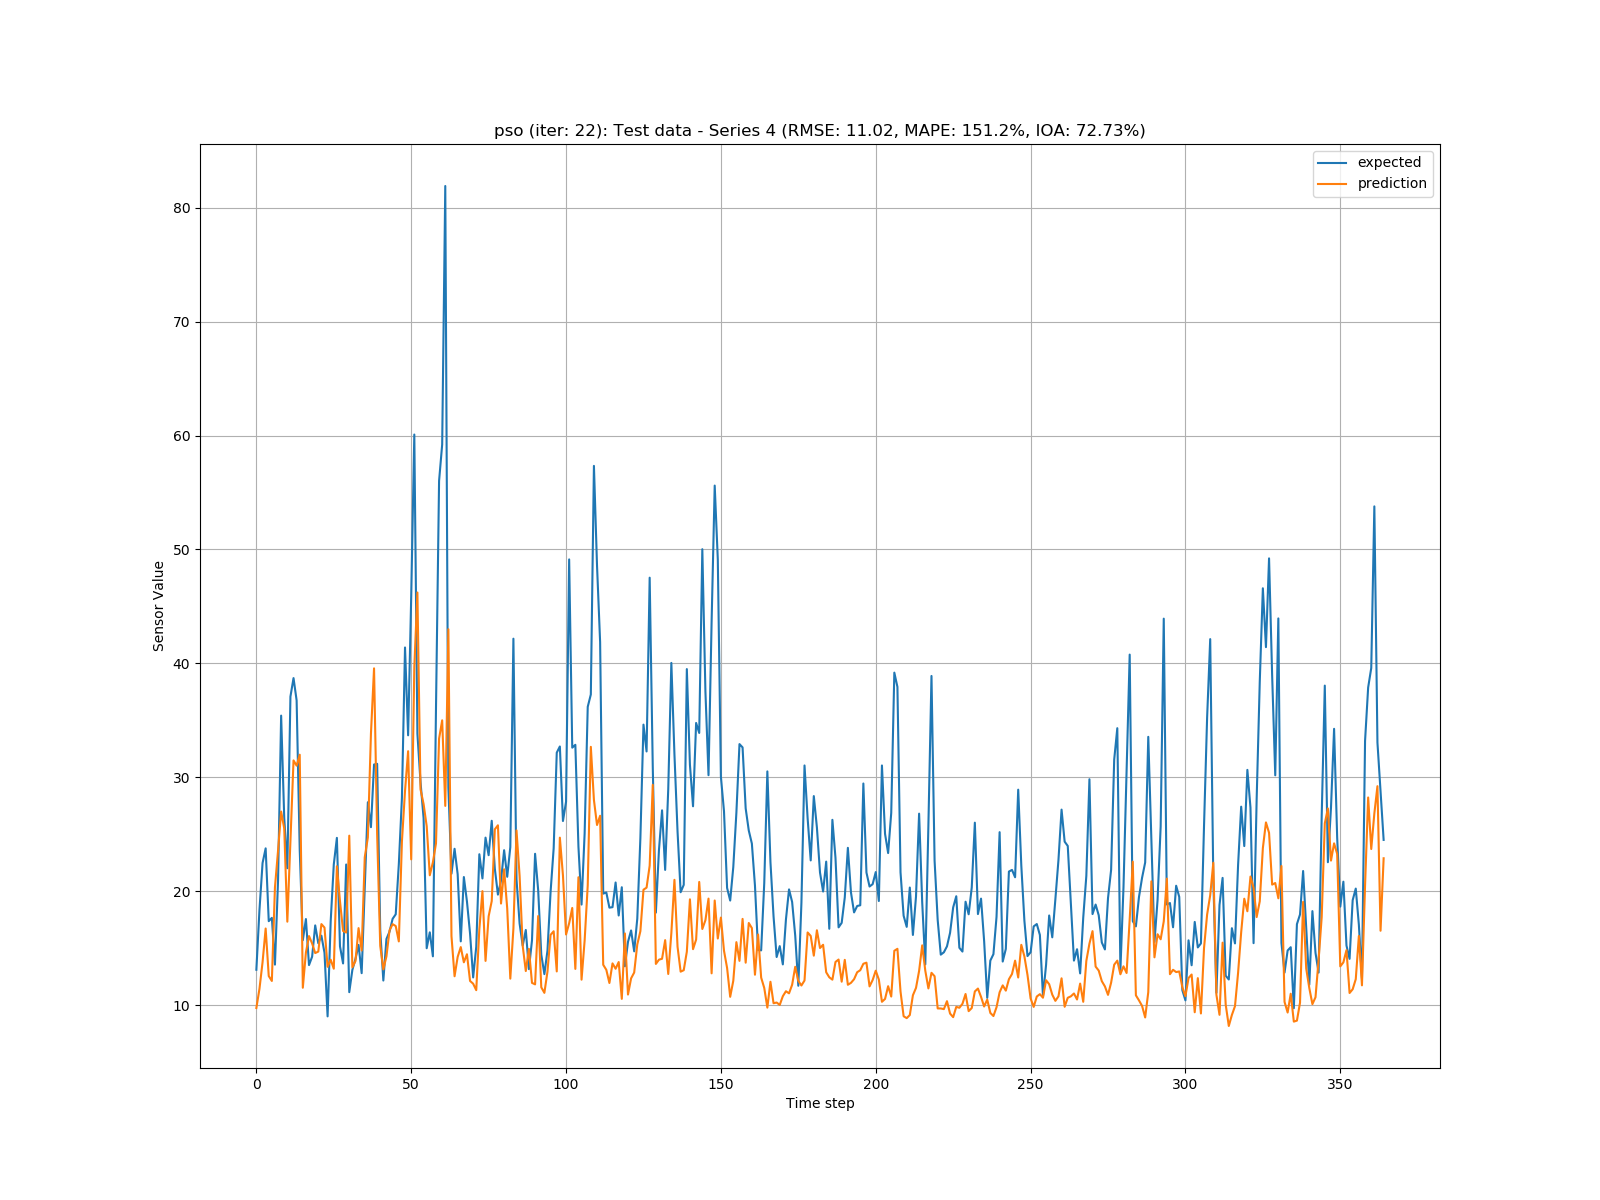 pso (iter: 22): Test data - Series 4 (RMSE: 11.02, MAPE: 151.2%, IOA: 72.73%)
expected
prediction
80
70
60
50
40
30
20
10
Sensor Value
0 50 100 150 200 250 300 350
Time step